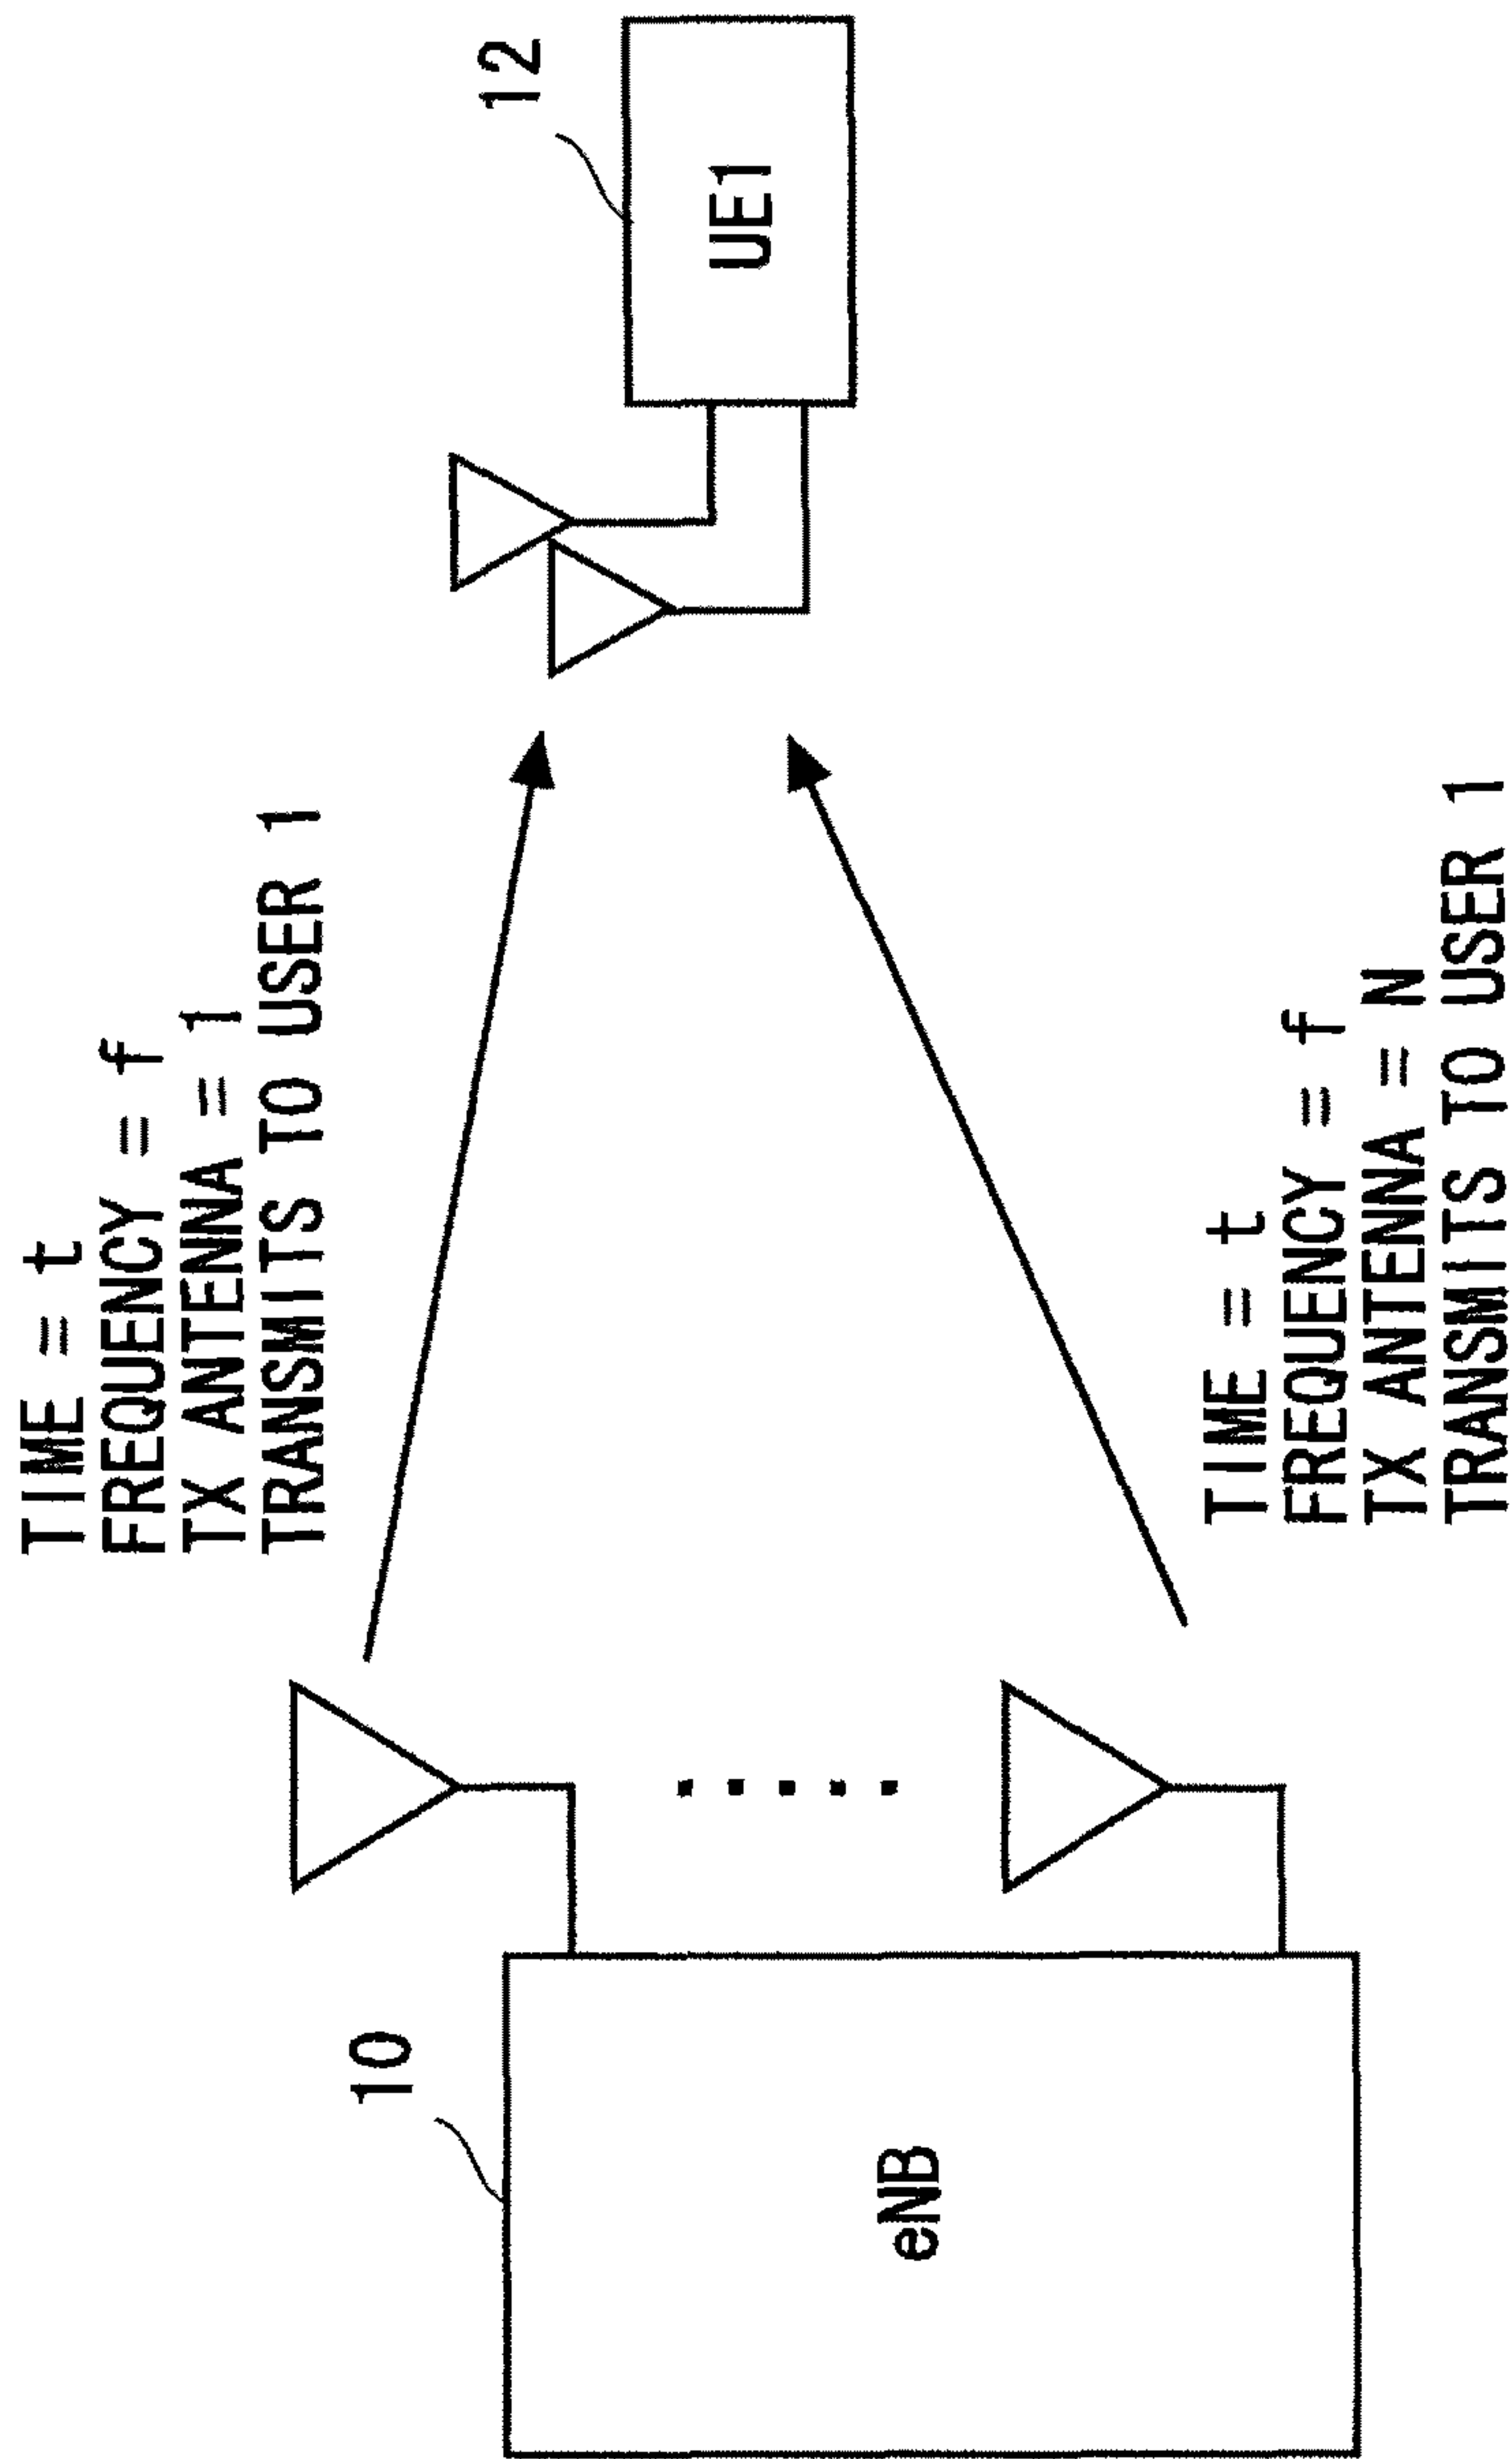 TIME = t
FREQUENCY = f
TX ANTENNA = 1
TRANSMITS TO USER 1
10
eNB
12
UE1
TIME = t
FREQUENCY = f
TX ANTENNA = N
TRANSMITS TO USER 1